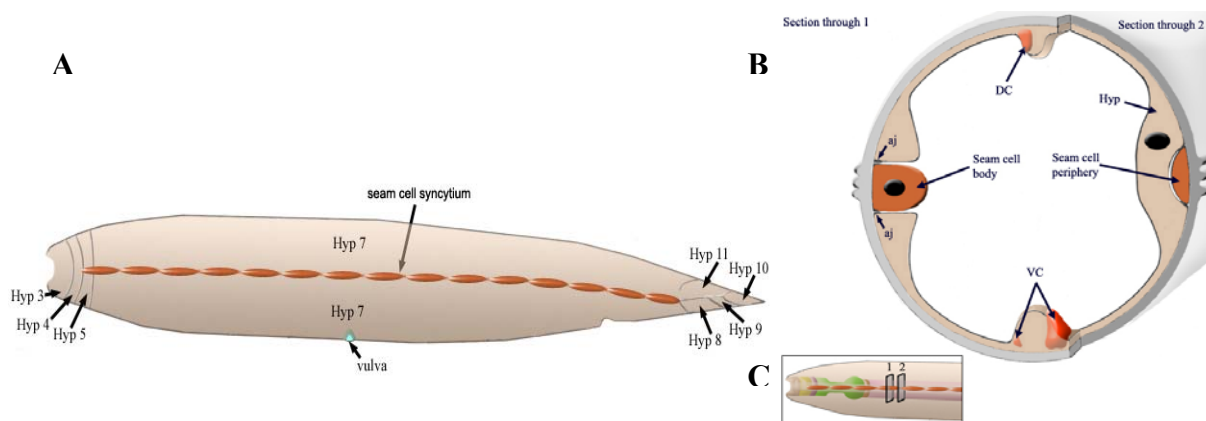 A
Hyp 7
seam cell syncytium
Hyp 3
Hyp 4
Hyp 5
Hyp 7
vulva
Hyp 11
Hyp 10
Hyp 9
Hyp 8
B
Section through 1
Section through 2
DC
Hyp
aj
Seam cell
body
Seam cell
periphery
aj
VC
C
1 2